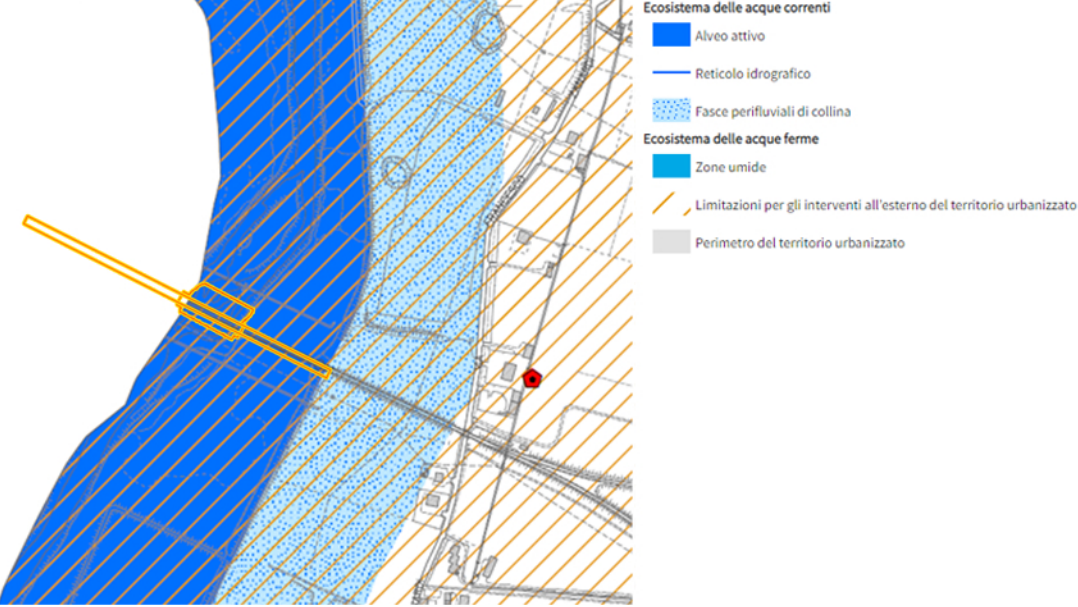 Ecosistema delle acque correnti
Alveo attivo
Reticolo idrografico
Fasce perifluviali di collina
Ecosistema delle acque ferme
Zone umide
Limitazioni per gli interventi all'esterno del territorio urbanizzato
Perimetro del territorio urbanizzato